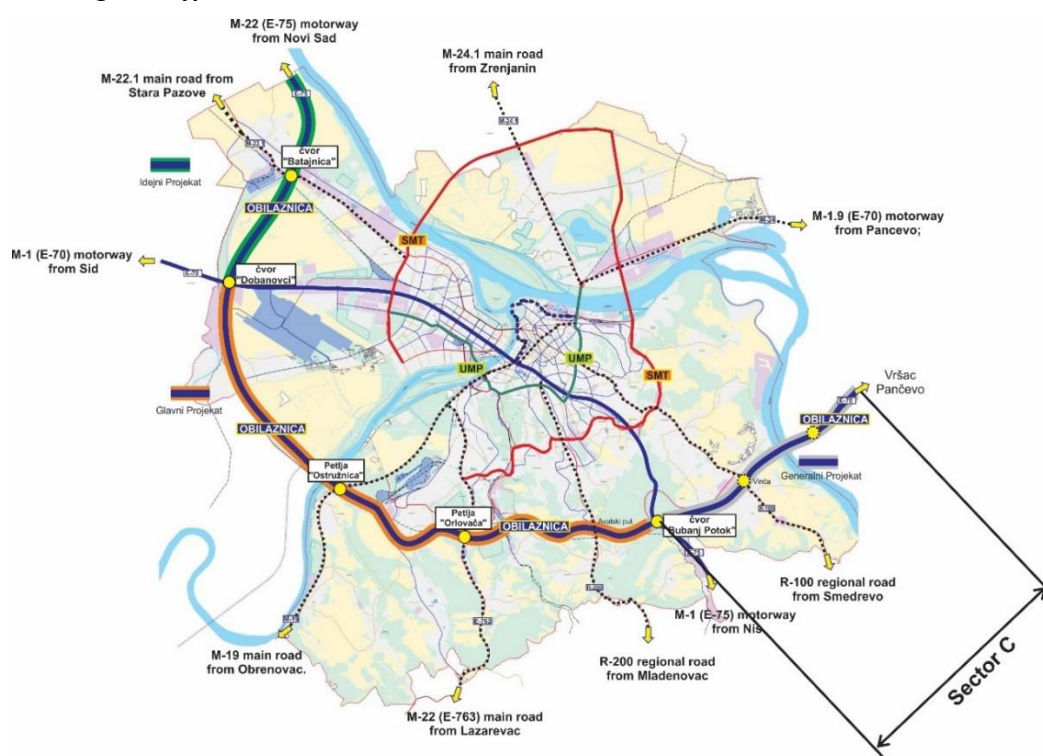 M-22 (E-75) motorway
from Novi Sad
M-24.1 main road
from Zrenjanin
M-22.1 main road from
Stara Pazove
E-75
čvor
"Batajnica"
Idejni Projekat
OBILAZNICA
SMT
M-1.9 (E-70) motorway
from Pancevo;
M-1 (E-70) motorway
from Sid
E-70
čvor
"Dobanovci"
UMP
UMP
SMT
Vršac
Pančevo
E-70
OBILAZNICA
Glavni Projekat
OBILAZNICA
Generalni Projekat
Petlja
"Ostružnica"
Vinča
Petlja
"Orlovača"
OBILAZNICA
Avalski put
čvor
"Bubanj Potok"
E-75
R-100 regional road
from Smedrevo
M-1 (E-75) motorway
from Nis
M-19 main road
from Obrenovac.
R-200 regional road
from Mladenovac
M-22 (E-763) main road
from Lazarevac
Sector C